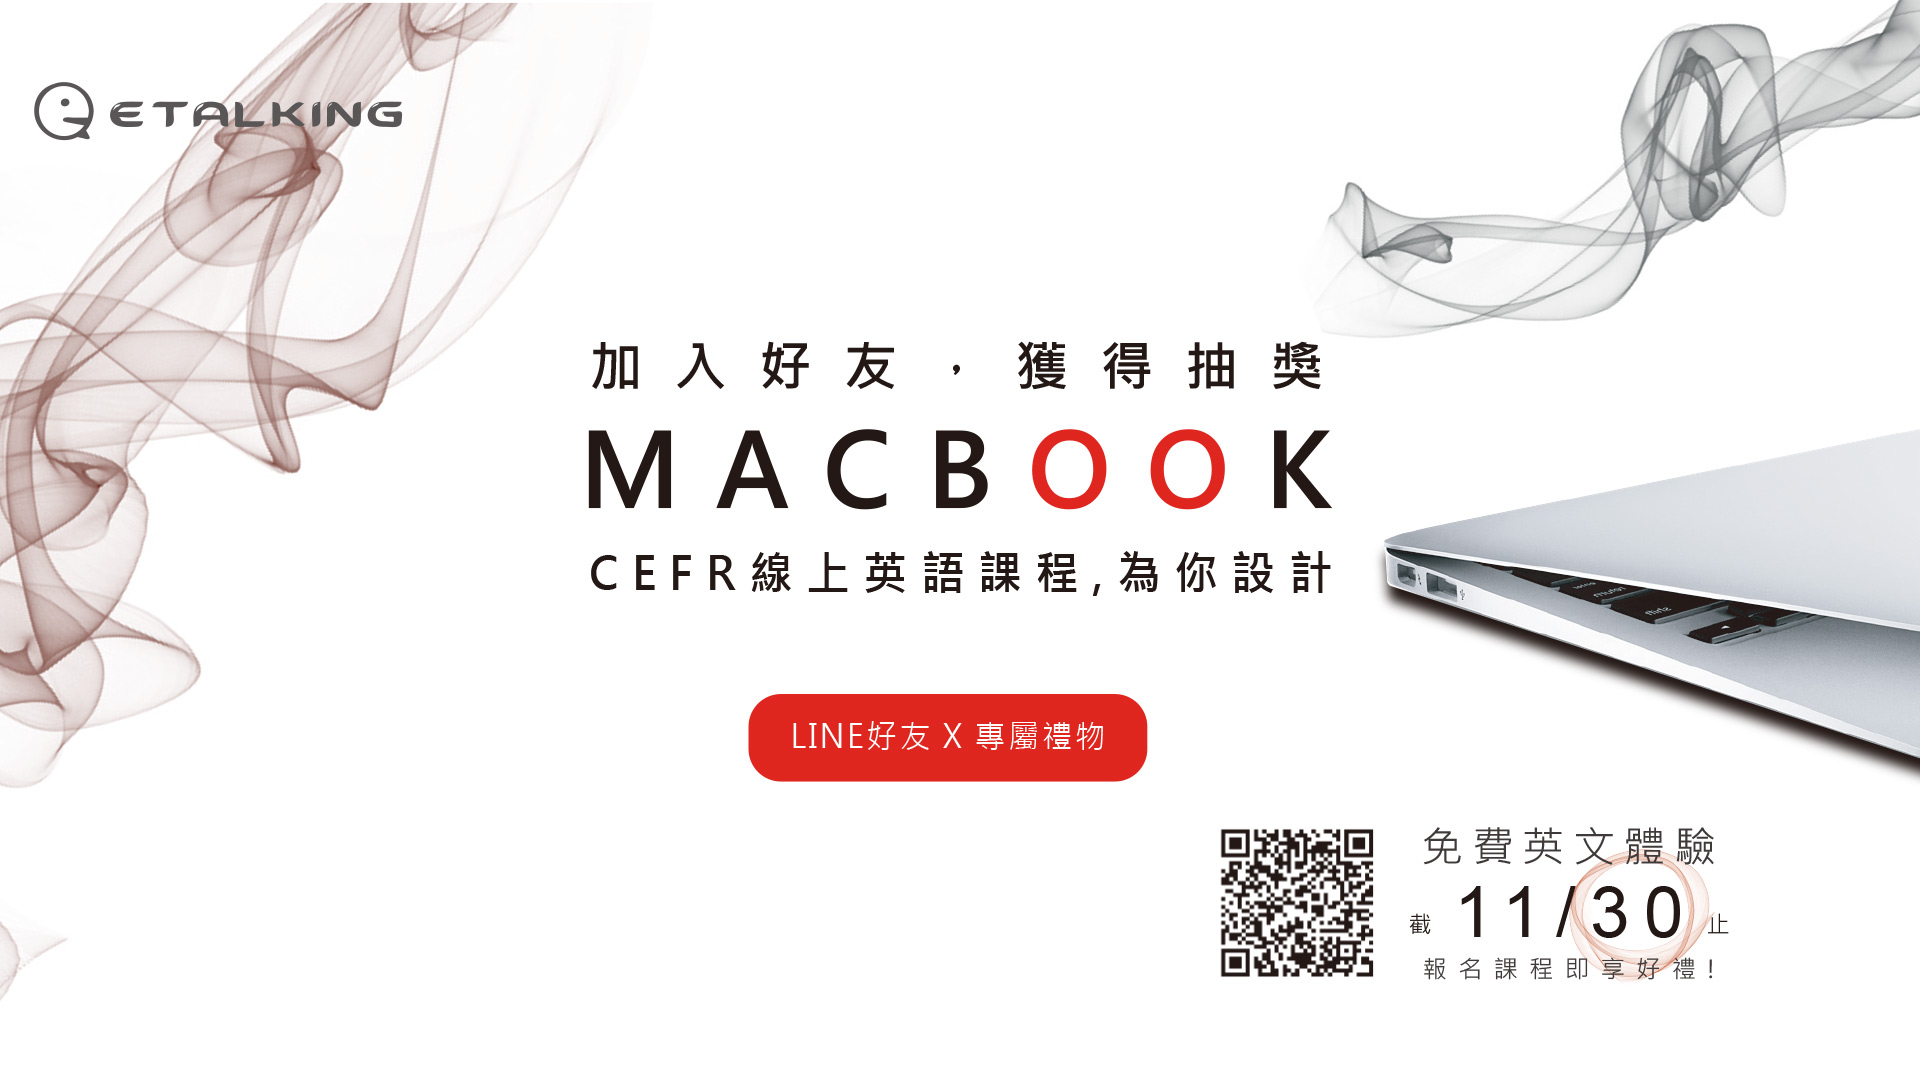 ETALKING
加入好友，獲得抽獎
MACBOOK
CEFR線上英語課程,為你設計
LINE好友 X 專屬禮物
免費英文體驗
截 11/30 止
報名課程即享好禮!